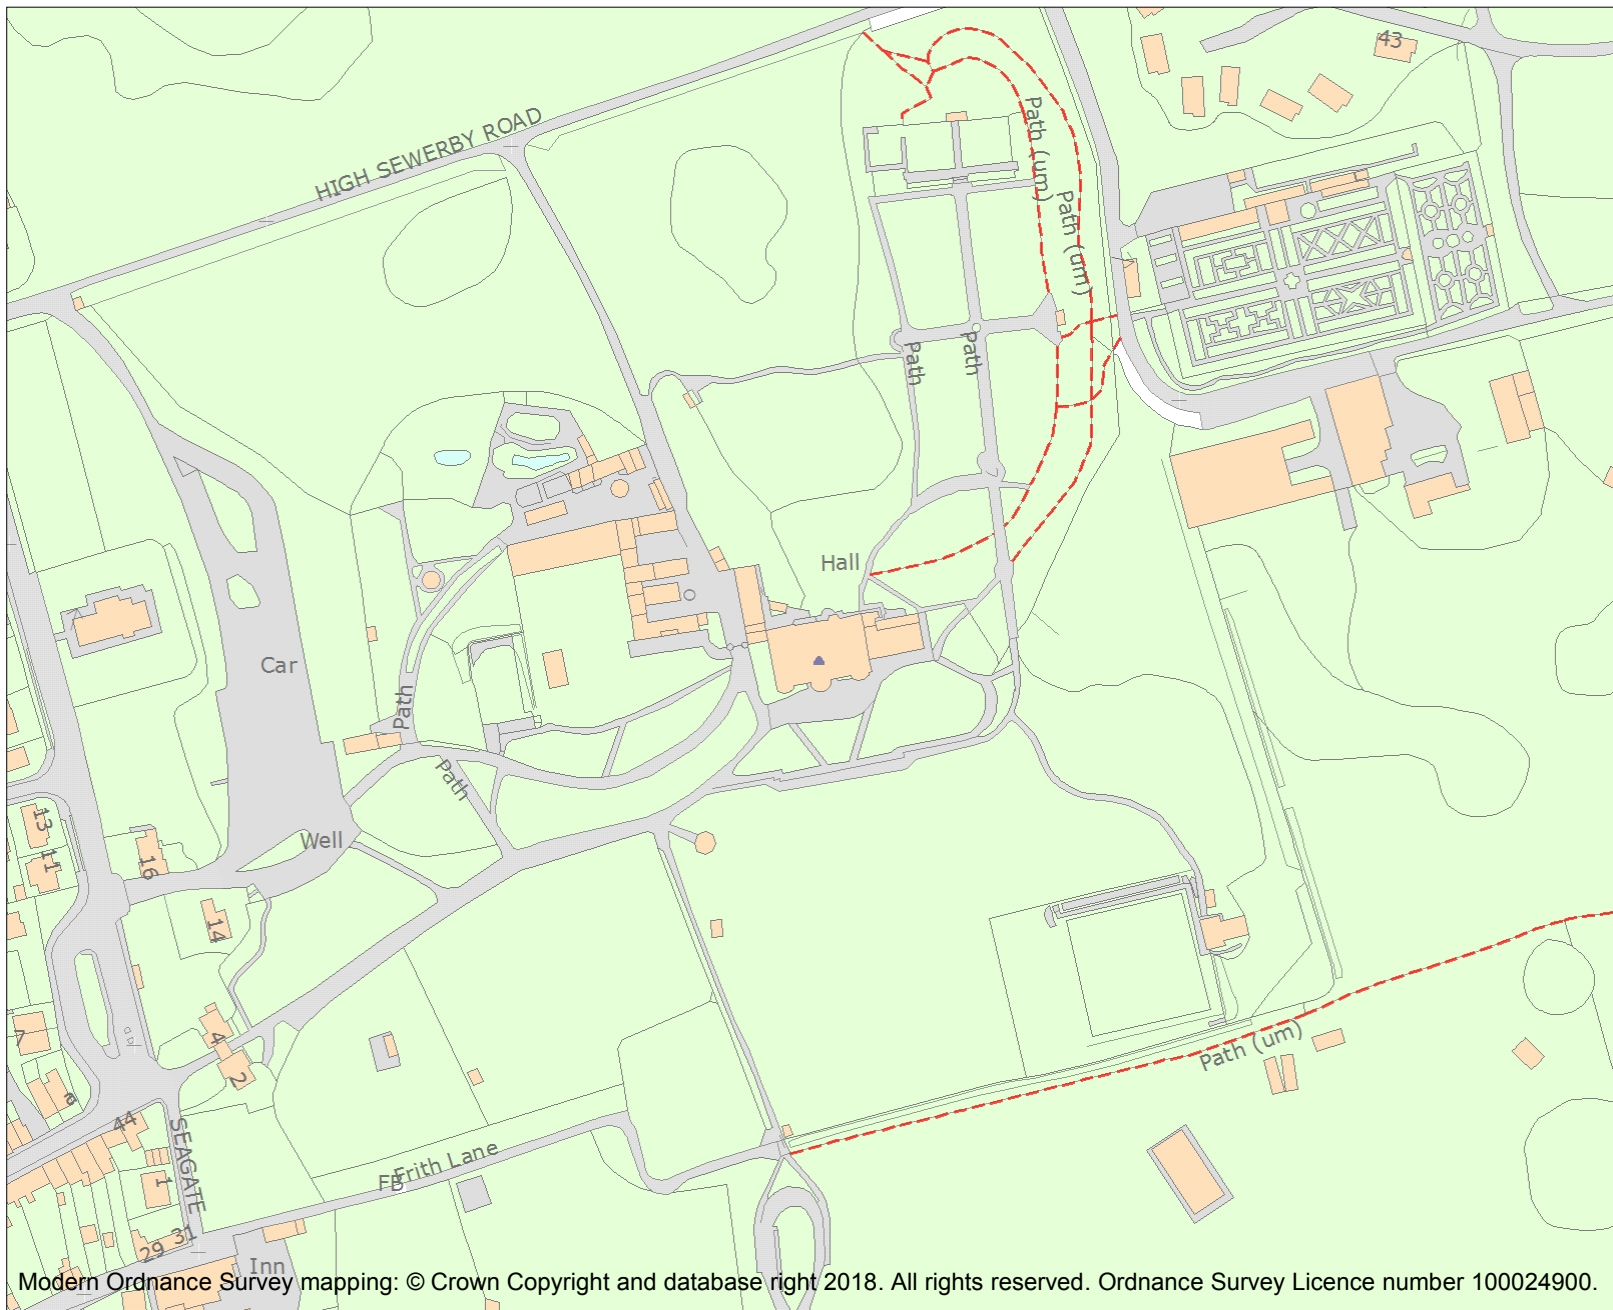 43
HIGH SEWERBY ROAD
Path (um)
Path (um)
Path
Path
Hall
Car
Path
Path
Well
13
11
16
14
7
4
2
44
SEAGATE
1
Path (um)
Frith Lane
FB
29
31
Inn
Modern Ordnance Survey mapping: © Crown Copyright and database right 2018. All rights reserved. Ordnance Survey Licence number 100024900.